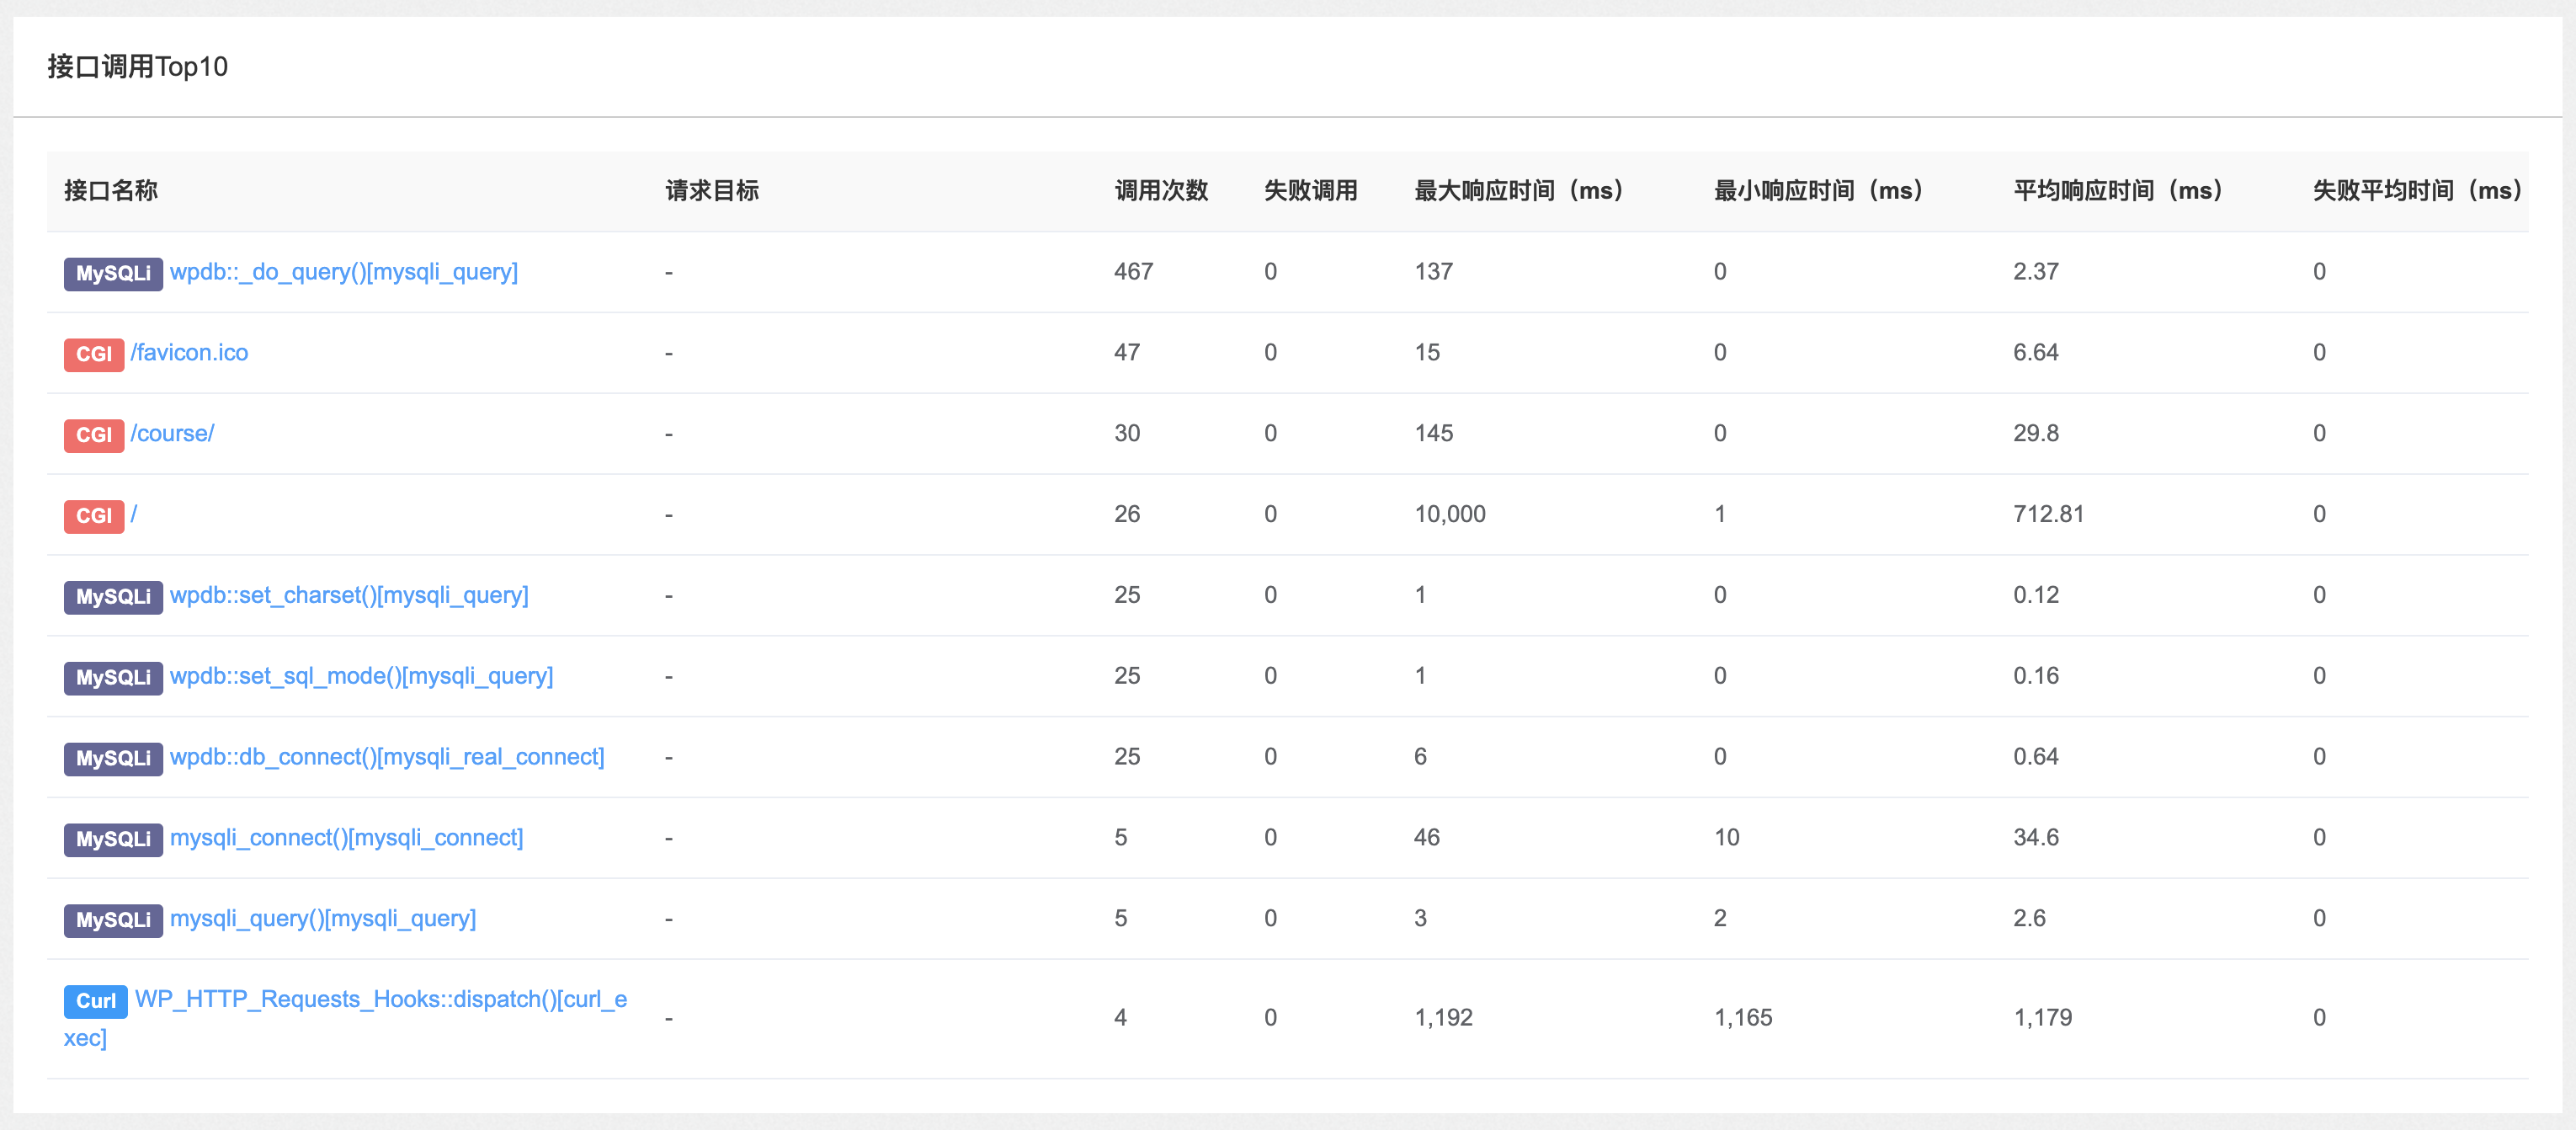 接口调用Top10
接口名称 请求目标 调用次数 失败调用 最大响应时间（ms） 最小响应时间（ms） 平均响应时间（ms） 失败平均时间（ms）
MySQLi wpdb::_do_query()[mysqli_query] - 467 0 137 0 2.37 0
CGI /favicon.ico - 47 0 15 0 6.64 0
CGI /course/ - 30 0 145 0 29.8 0
CGI / - 26 0 10,000 1 712.81 0
MySQLi wpdb::set_charset()[mysqli_query] - 25 0 1 0 0.12 0
MySQLi wpdb::set_sql_mode()[mysqli_query] - 25 0 1 0 0.16 0
MySQLi wpdb::db_connect()[mysqli_real_connect] - 25 0 6 0 0.64 0
MySQLi mysqli_connect()[mysqli_connect] - 5 0 46 10 34.6 0
MySQLi mysqli_query()[mysqli_query] - 5 0 3 2 2.6 0
Curl WP_HTTP_Requests_Hooks::dispatch()[curl_e
xec] - 4 0 1,192 1,165 1,179 0